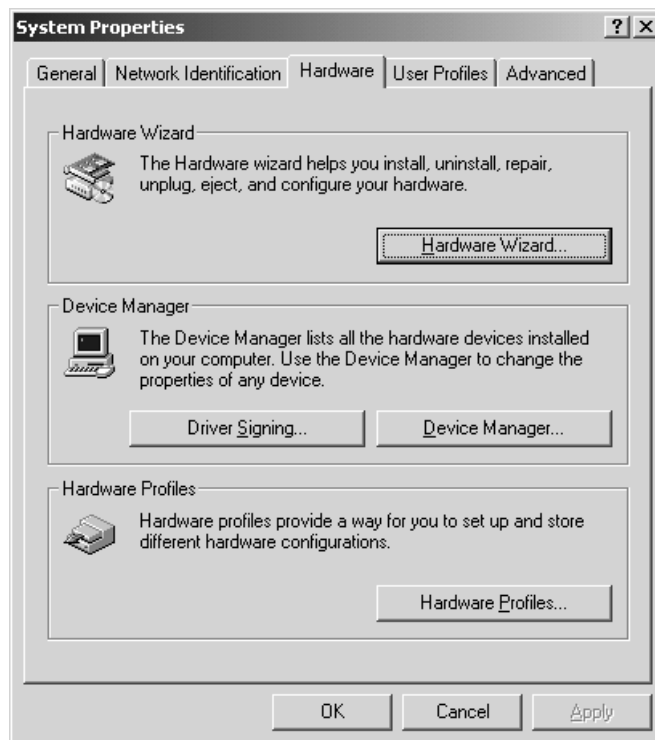 System Properties
General Network Identification Hardware User Profiles Advanced
Hardware Wizard
The Hardware wizard helps you install, uninstall, repair,
unplug, eject, and configure your hardware.
Hardware Wizard...
Device Manager
The Device Manager lists all the hardware devices installed
on your computer. Use the Device Manager to change the
properties of any device.
Driver Signing... Device Manager...
Hardware Profiles
Hardware profiles provide a way for you to set up and store
different hardware configurations.
Hardware Profiles...
OK Cancel Apply